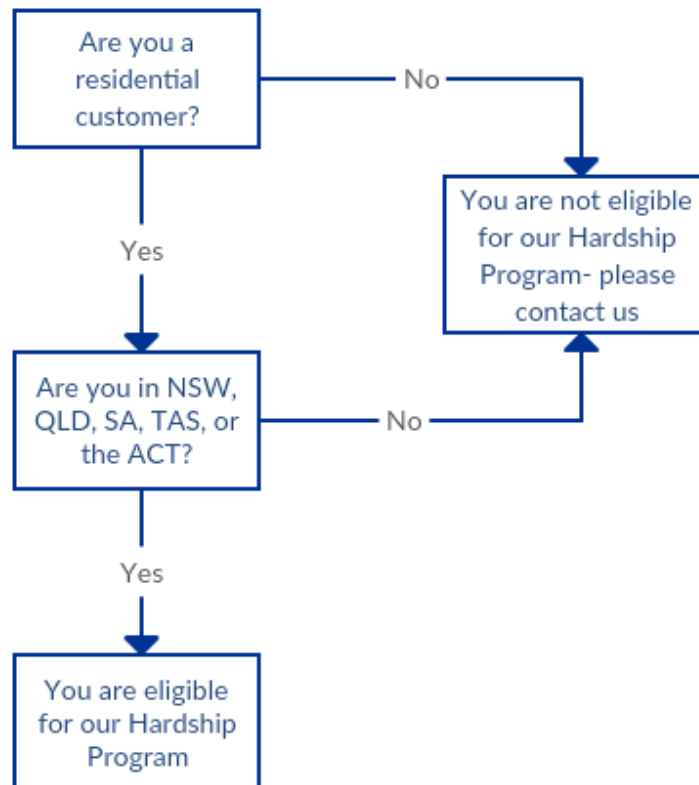 Are you a
residential
customer?
No
You are not eligible
for our Hardship
Program- please
contact us
Yes
Are you in NSW,
QLD, SA, TAS, or
the ACT?
No
Yes
You are eligible
for our Hardship
Program